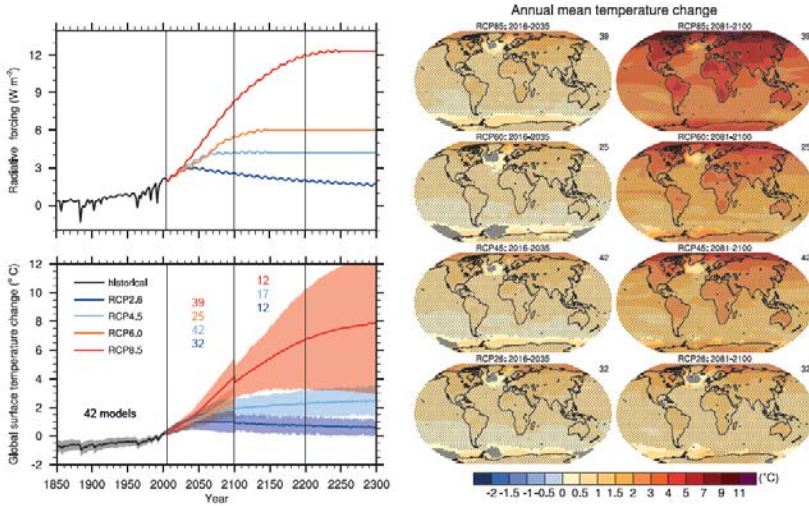 12
9
6
3
0
Radiative forcing (W m⁻²)
12
10
8
6
4
2
0
-2
Global surface temperature change (° C)
historical
RCP2.6
RCP4.5
RCP6.0
RCP8.5
39
25
42
32
12
17
12
42 models
1850 1900 1950 2000 2050 2100 2150 2200 2250 2300
Year
Annual mean temperature change
RCP85: 2016-2035 39 RCP85: 2081-2100 39
RCP60: 2016-2035 25 RCP60: 2081-2100 25
RCP45: 2016-2035 42 RCP45: 2081-2100 42
RCP26: 2016-2035 32 RCP26: 2081-2100 32
-2 -1.5 -1 -0.5 0 0.5 1 1.5 2 3 4 5 7 9 11 (°C)